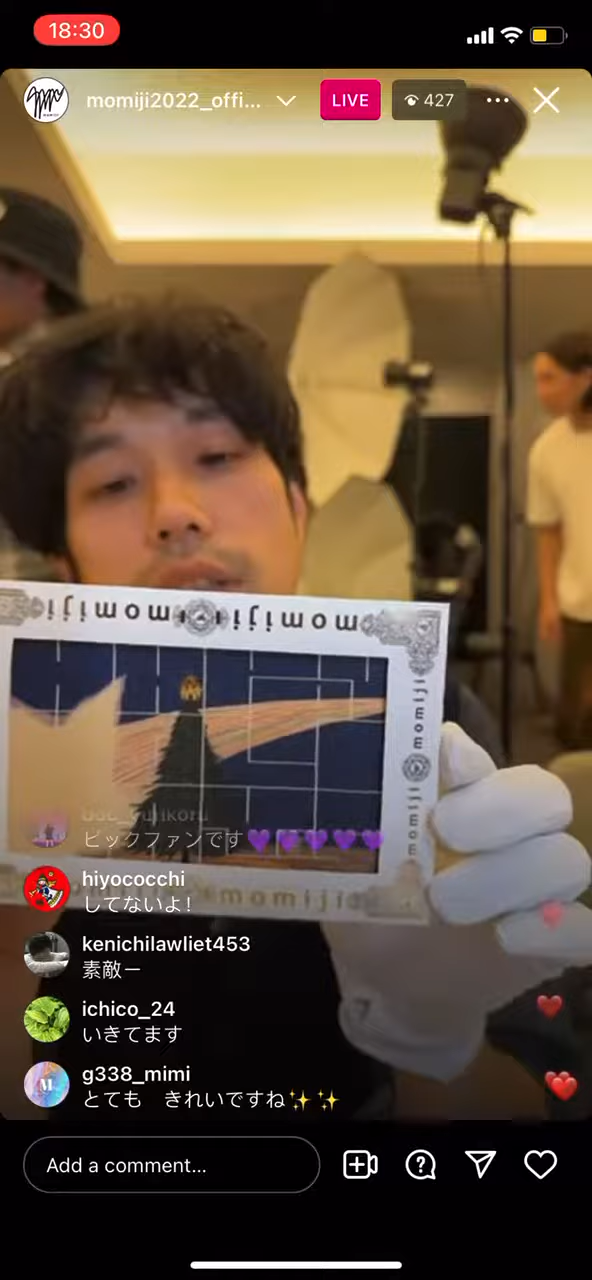 18:30
momiji2022_offi...
LIVE
427
momiji momiji
momiji
ビックファンです💜💜💜💜💜
hiyococchi
してないよ！
kenichilawliet453
素敵ー
ichico_24
いきてます
g338_mimi
とても　きれいですね✨✨
Add a comment...